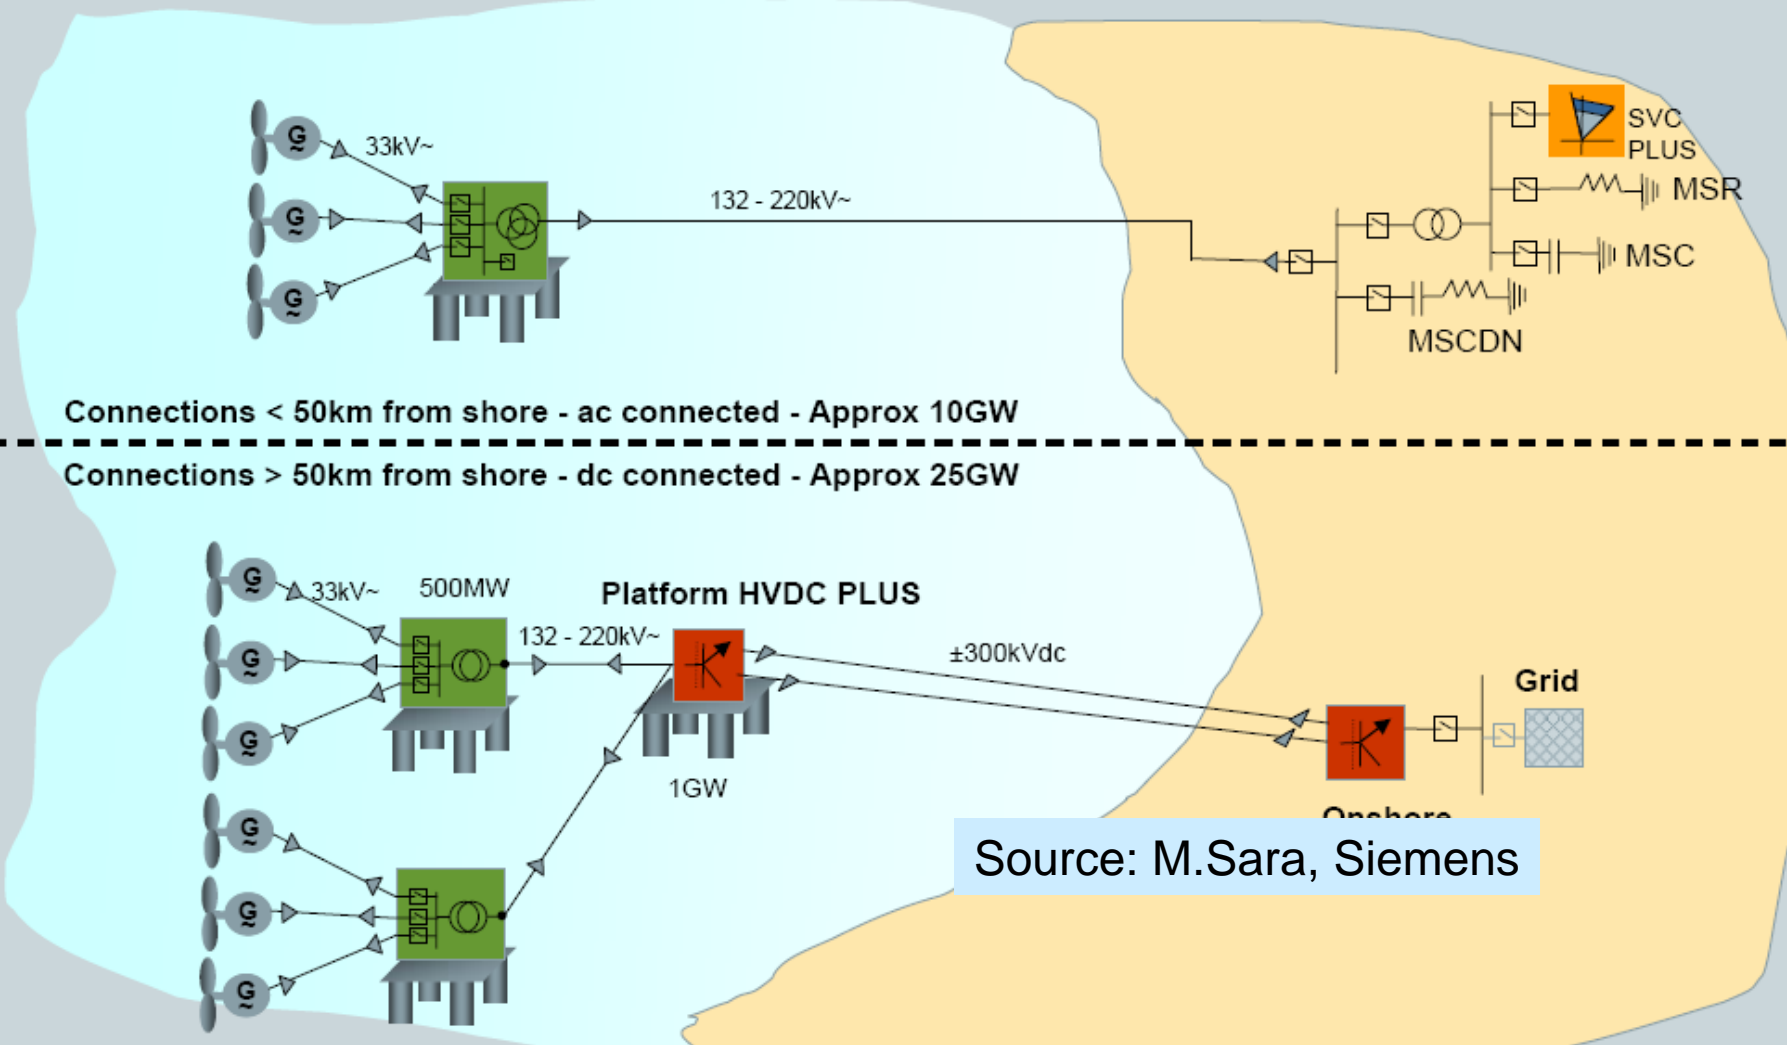 G
~
33kV~
G
~
G
~
132 - 220kV~
SVC
PLUS
MSR
MSC
MSCDN
Connections < 50km from shore - ac connected - Approx 10GW
Connections > 50km from shore - dc connected - Approx 25GW
G
~
33kV~
500MW
Platform HVDC PLUS
132 - 220kV~
±300kVdc
G
~
Grid
G
~
1GW
Onshore
G
~
Source: M.Sara, Siemens
G
~
G
~